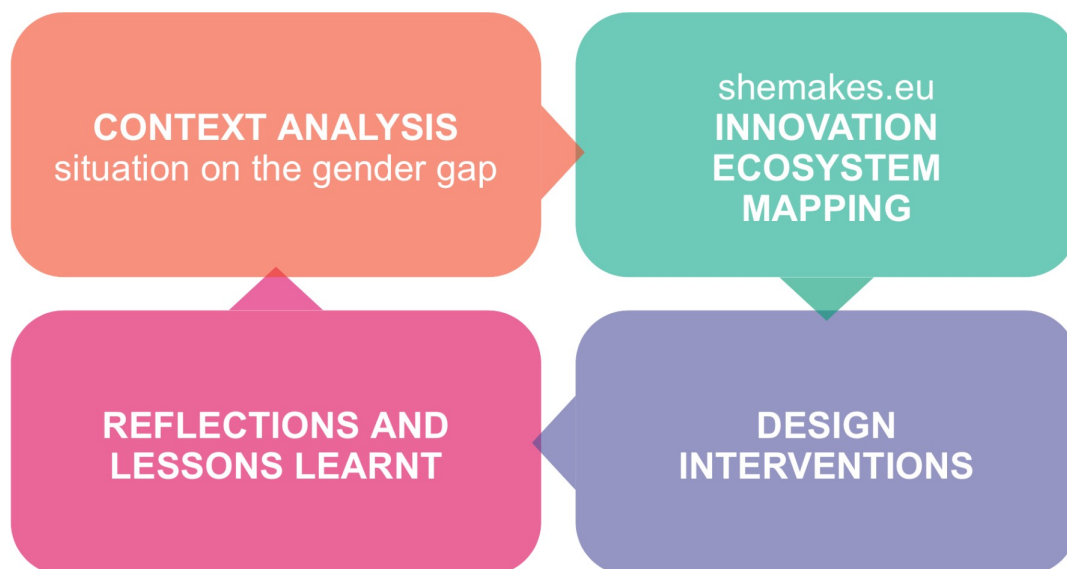 CONTEXT ANALYSIS
situation on the gender gap
shemakes.eu
INNOVATION
ECOSYSTEM
MAPPING
REFLECTIONS AND
LESSONS LEARNT
DESIGN
INTERVENTIONS